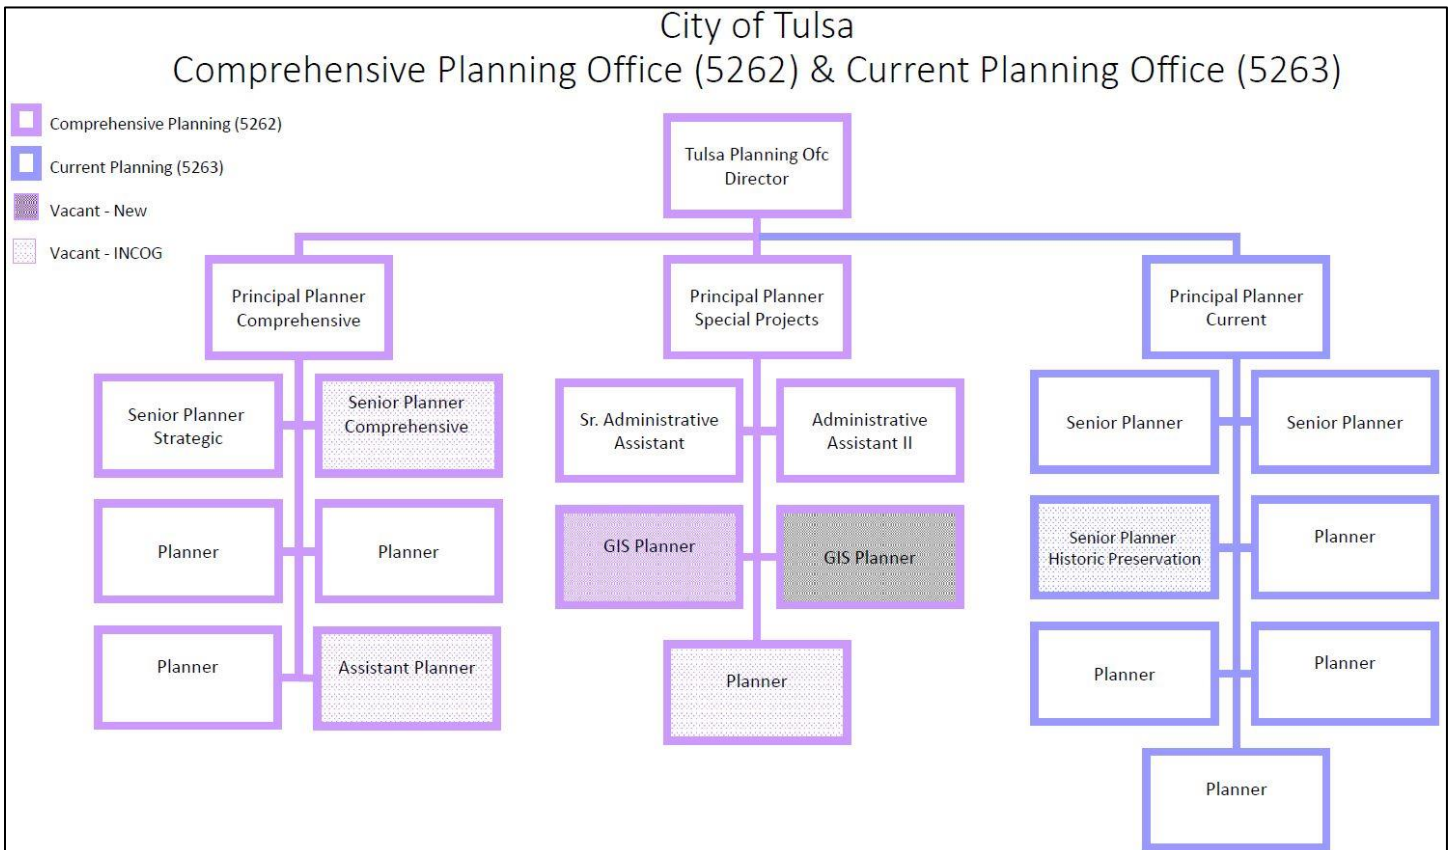 City of Tulsa
Comprehensive Planning Office (5262) & Current Planning Office (5263)
Comprehensive Planning (5262)
Current Planning (5263)
Vacant - New
Vacant - INCOG
Tulsa Planning Ofc
Director
Principal Planner
Comprehensive
Principal Planner
Special Projects
Principal Planner
Current
Senior Planner
Strategic
Senior Planner
Comprehensive
Planner
Planner
Planner
Assistant Planner
Sr. Administrative
Assistant
Administrative
Assistant II
GIS Planner
GIS Planner
Planner
Senior Planner
Senior Planner
Senior Planner
Historic Preservation
Planner
Planner
Planner
Planner